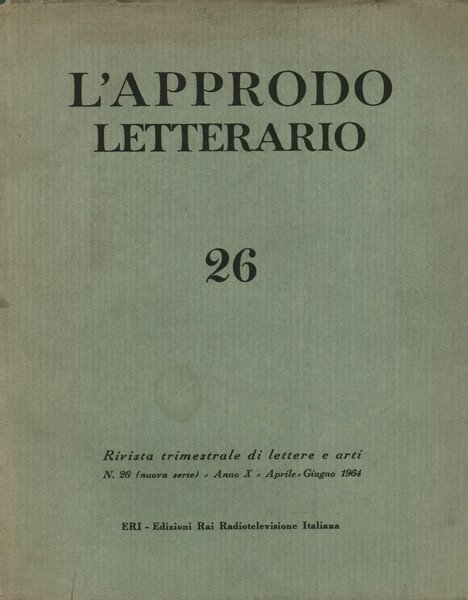 L'APPRODO
LETTERARIO
26
Rivista trimestrale di lettere e arti
N. 26 (nuova serie) - Anno X - Aprile-Giugno 1964
ERI - Edizioni Rai Radiotelevisione Italiana